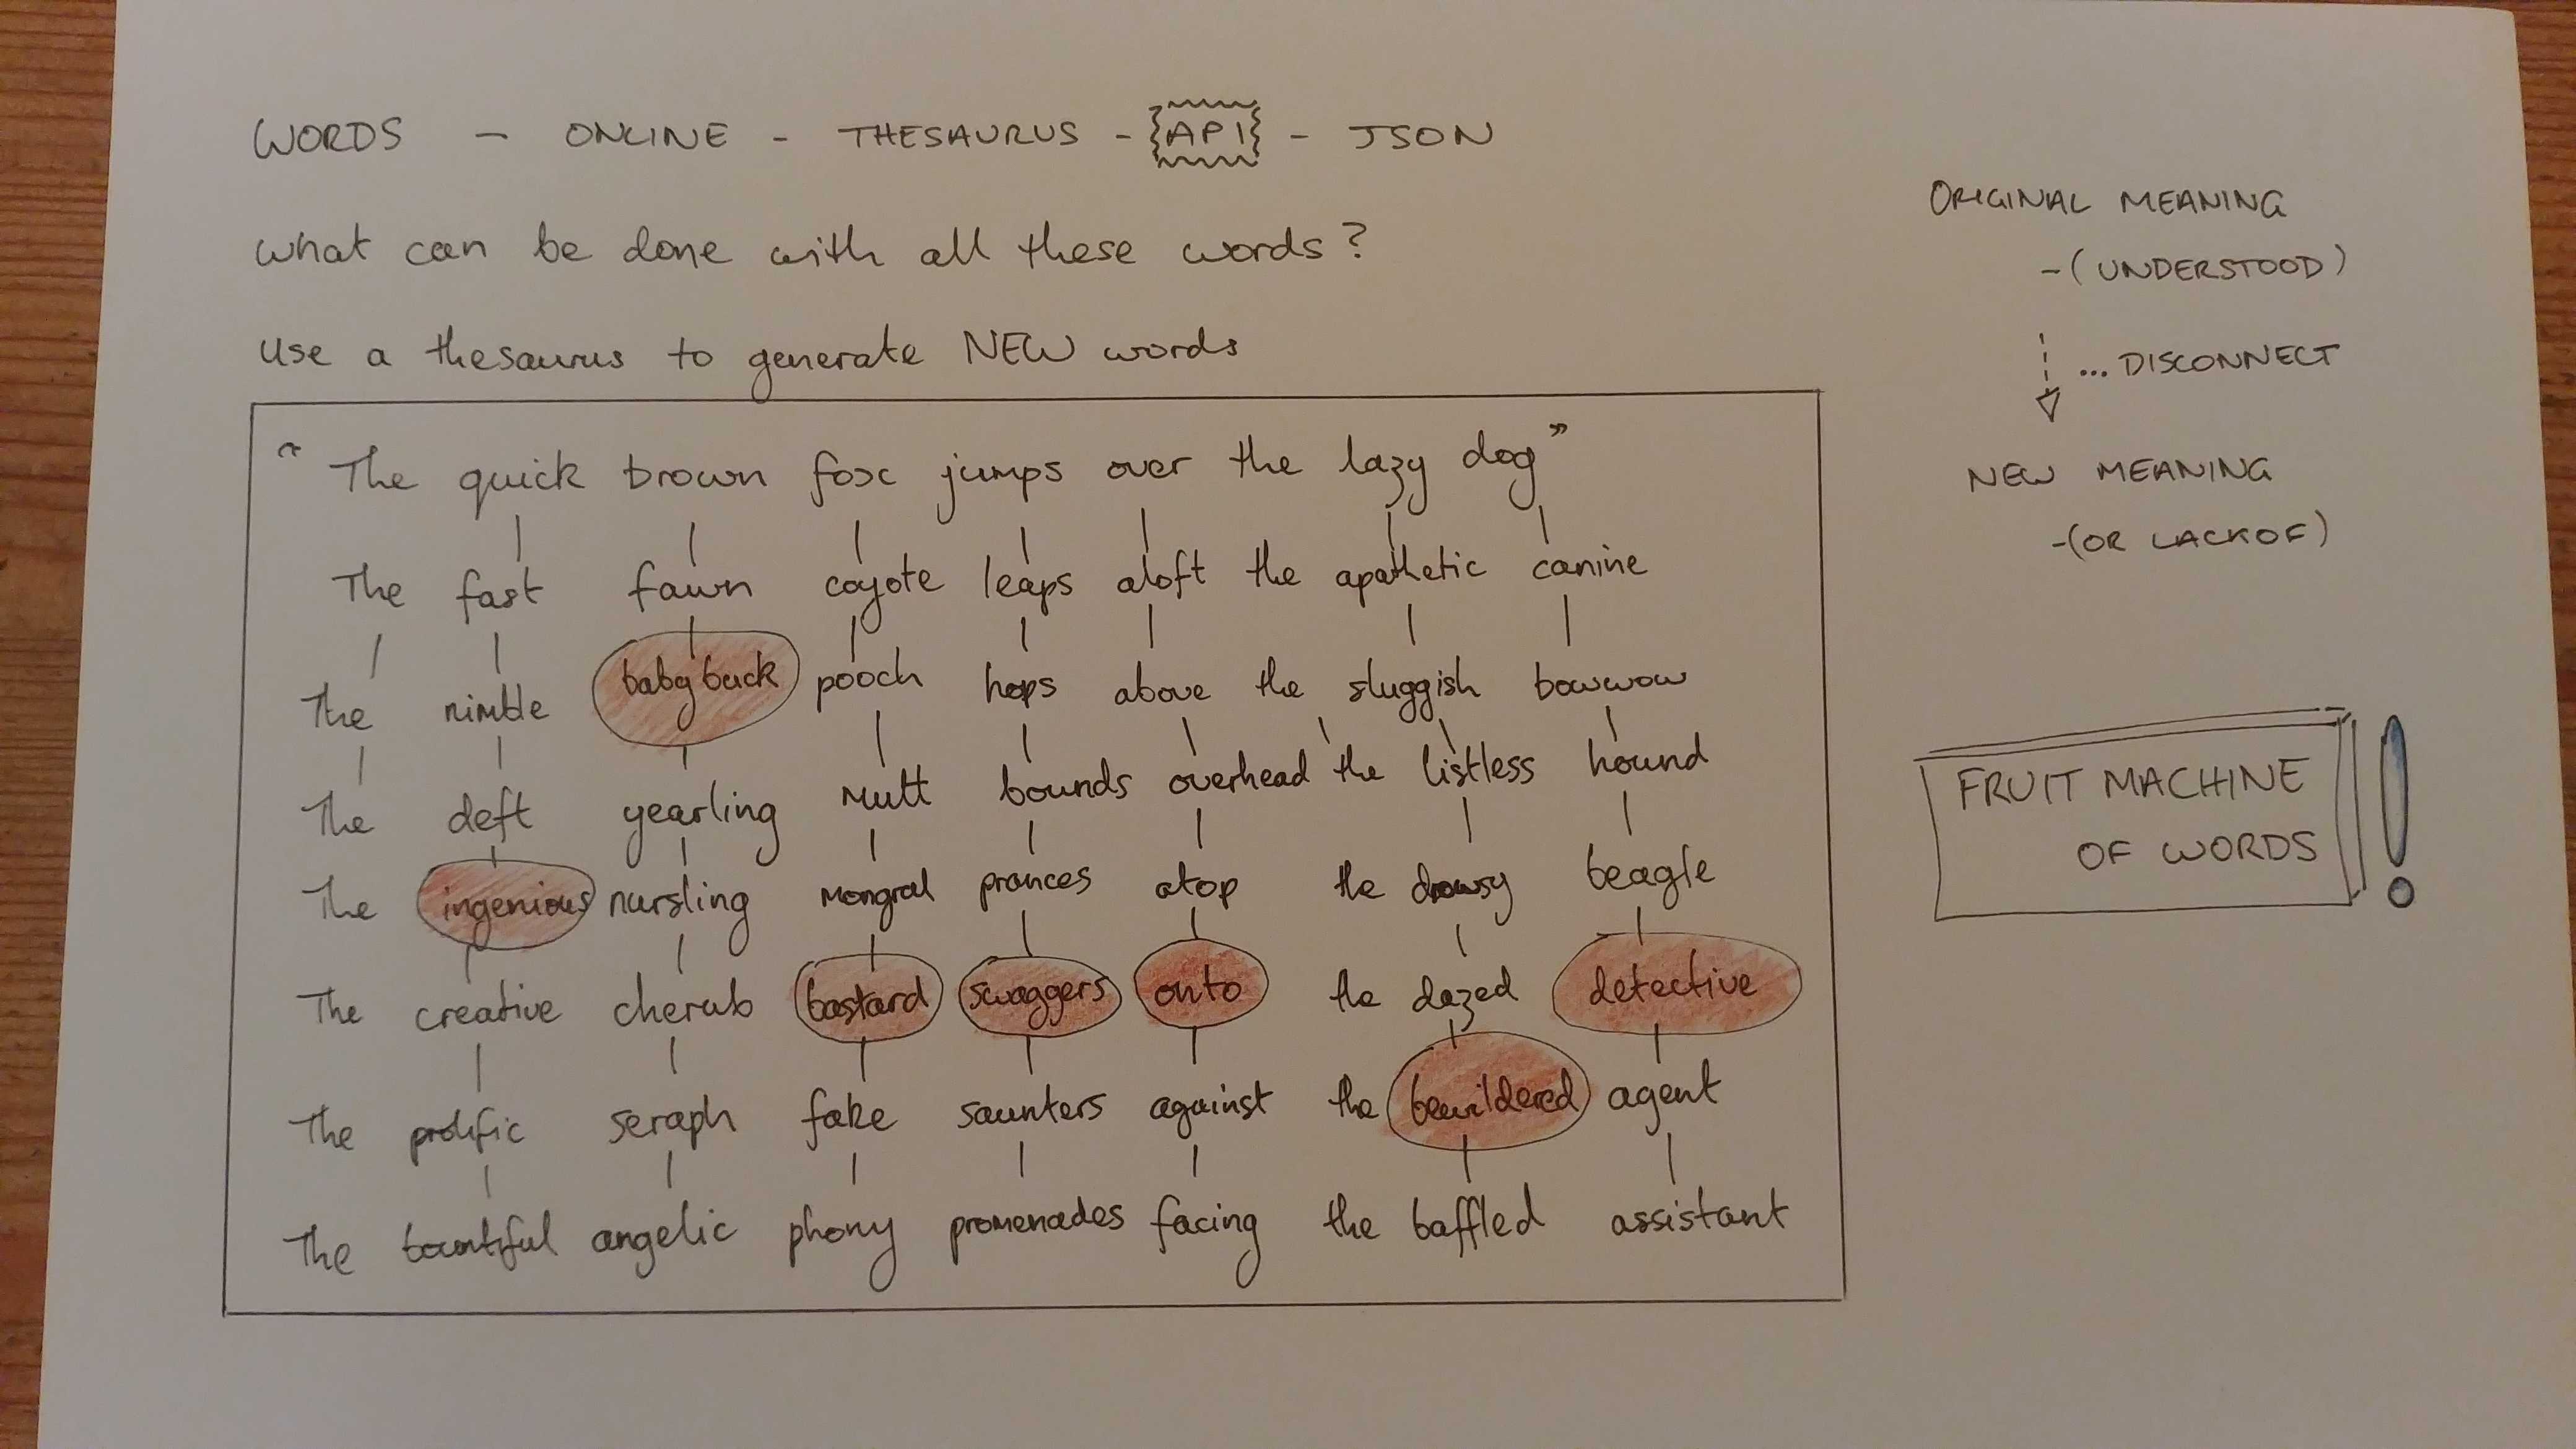 WORDS - ONLINE - THESAURUS - {API} - JSON
what can be done with all these words?
use a thesaurus to generate NEW words
" The quick brown fox jumps over the lazy dog "
The fast fawn coyote leaps aloft the apathetic canine
The nimble baby buck pooch hops above the sluggish bowwow
The deft yearling mutt bounds overhead the listless hound
The ingenious nursling mongrel prances atop the drowsy beagle
The creative cherub bastard swaggers onto the dazed detective
The prolific seraph fake saunters against the bewildered agent
The bountiful angelic phony promenades facing the baffled assistant
ORIGINAL MEANING
- (UNDERSTOOD)
... DISCONNECT
NEW MEANING
- (OR LACK OF)
FRUIT MACHINE
OF WORDS !